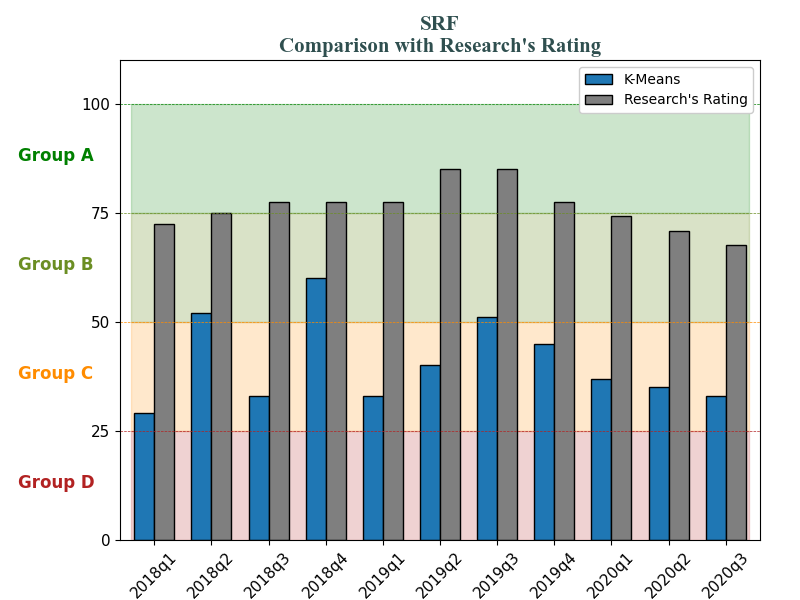 SRF
Comparison with Research's Rating
K-Means
Research's Rating
100
Group A
75
Group B
50
Group C
25
Group D
0
2018q1
2018q2
2018q3
2018q4
2019q1
2019q2
2019q3
2019q4
2020q1
2020q2
2020q3